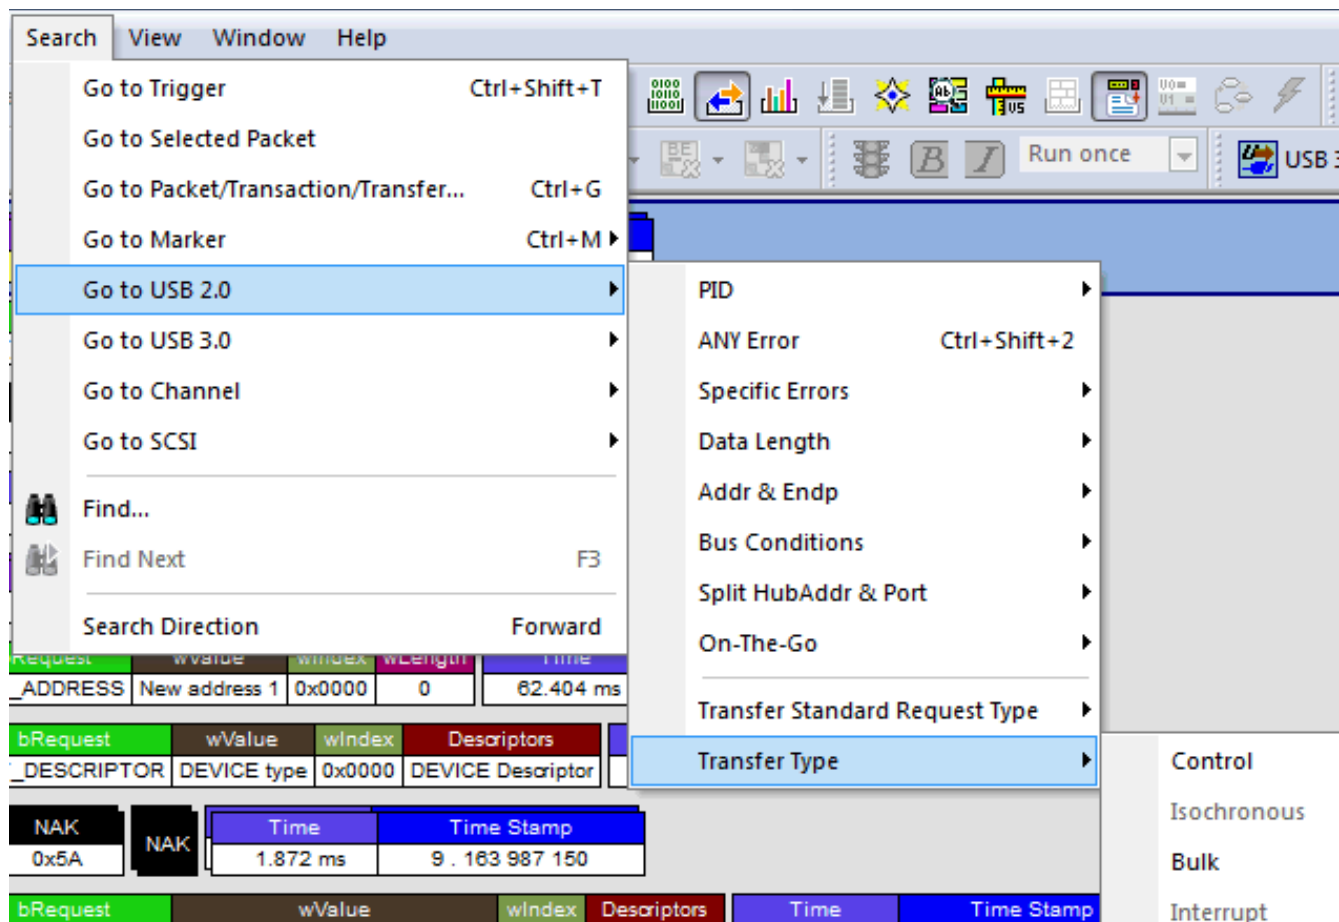 Search View Window Help
Go to Trigger Ctrl+Shift+T
Go to Selected Packet
Go to Packet/Transaction/Transfer... Ctrl+G
Go to Marker Ctrl+M
Go to USB 2.0
Go to USB 3.0
Go to Channel
Go to SCSI
Find...
Find Next F3
Search Direction Forward
Run once
USB 3
PID
ANY Error Ctrl+Shift+2
Specific Errors
Data Length
Addr & Endp
Bus Conditions
Split HubAddr & Port
On-The-Go
Transfer Standard Request Type
Transfer Type
Control
Isochronous
Bulk
Interrupt
bRequest wValue wIndex wLength Time
_ADDRESS New address 1 0x0000 0 62.404 ms
bRequest wValue wIndex Descriptors
_DESCRIPTOR DEVICE type 0x0000 DEVICE Descriptor
NAK NAK Time Time Stamp
0x5A 1.872 ms 9 . 163 987 150
bRequest wValue wIndex Descriptors Time Time Stamp